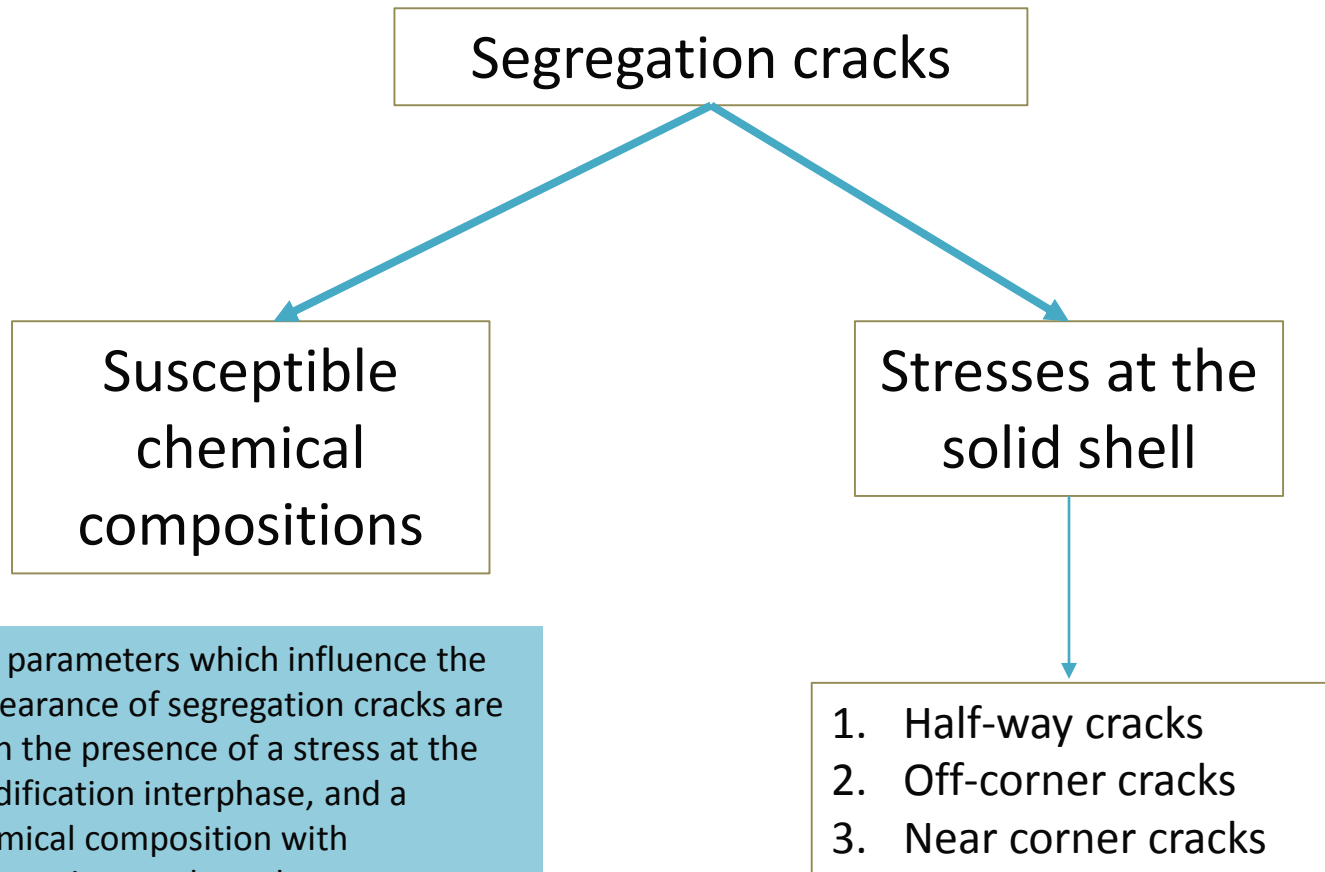 Segregation cracks
Susceptible
chemical
compositions
Stresses at the
solid shell
parameters which influence the
earance of segregation cracks are
the presence of a stress at the
dification interphase, and a
mical composition with
1. Half-way cracks
2. Off-corner cracks
3. Near corner cracks